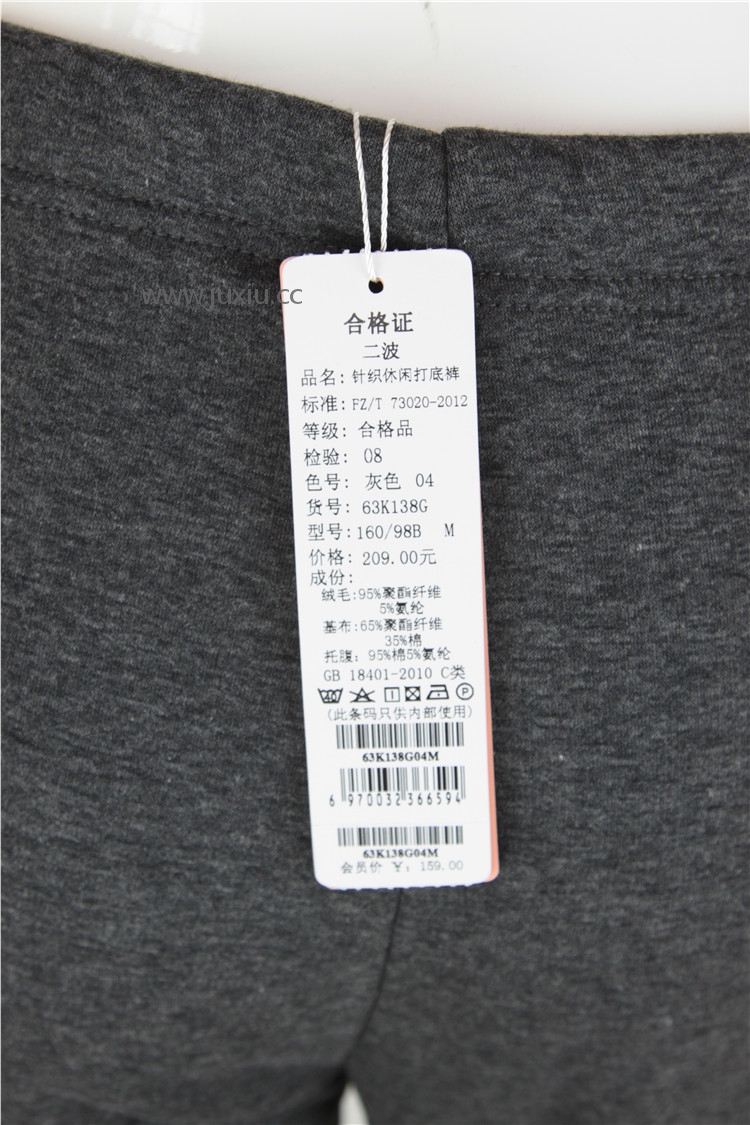 www.juxiu.cc
合格证
二波
品名: 针织休闲打底裤
标准: FZ/T 73020-2012
等级: 合格品
检验: 08
色号: 灰色 04
货号: 63K138G
型号: 160/98B M
价格: 209.00元
成份:
绒毛:95%聚酯纤维
5%氨纶
基布:65%聚酯纤维
35%棉
托腹: 95%棉5%氨纶
GB 18401-2010 C类
40 P
(此条码只供内部使用)
63K138G04M
6 970032 366594
63K138G04M
会员价 ¥: 159.00